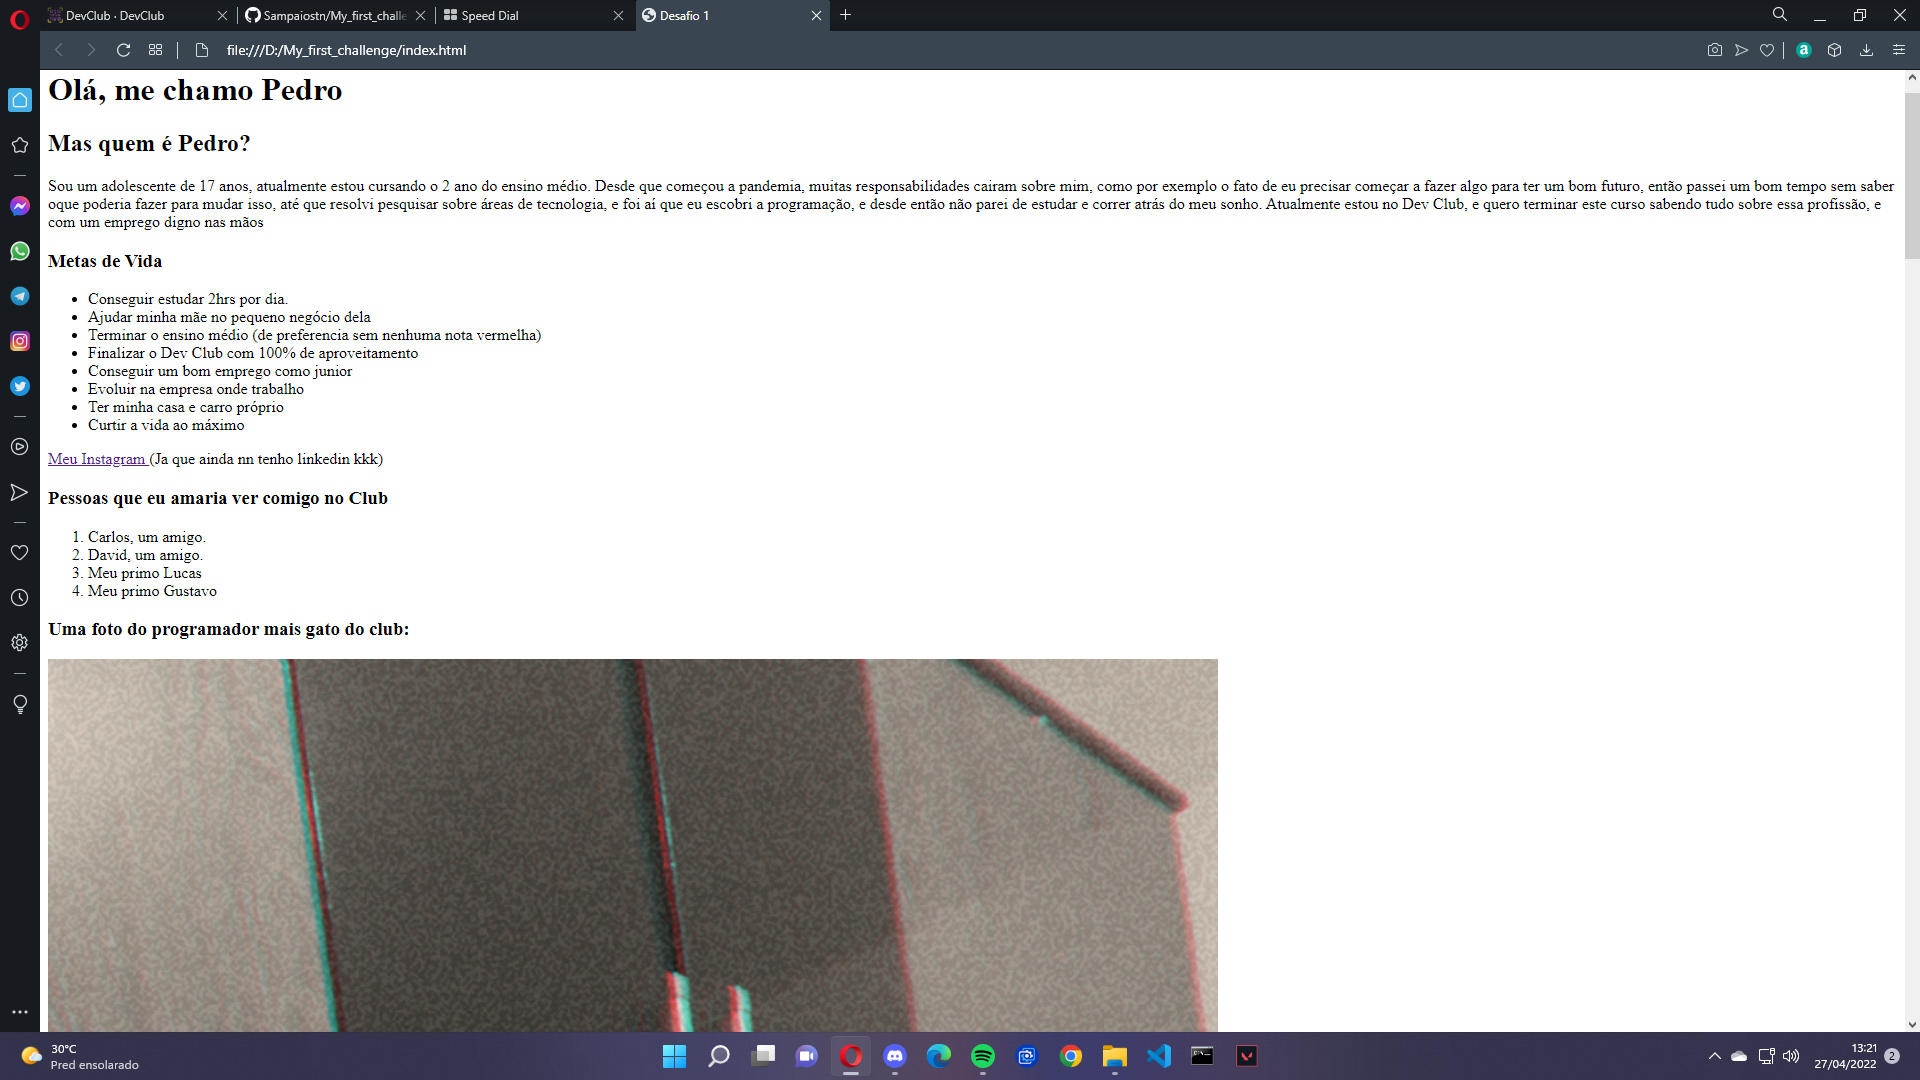 DevClub · DevClub
Sampaiostn/My_first_challe
Speed Dial
Desafio 1
file:///D:/My_first_challenge/index.html
Olá, me chamo Pedro
Mas quem é Pedro?
Sou um adolescente de 17 anos, atualmente estou cursando o 2 ano do ensino médio. Desde que começou a pandemia, muitas responsabilidades cairam sobre mim, como por exemplo o fato de eu precisar começar a fazer algo para ter um bom futuro, então passei um bom tempo sem saber
oque poderia fazer para mudar isso, até que resolvi pesquisar sobre áreas de tecnologia, e foi aí que eu escobri a programação, e desde então não parei de estudar e correr atrás do meu sonho. Atualmente estou no Dev Club, e quero terminar este curso sabendo tudo sobre essa profissão, e
com um emprego digno nas mãos
Metas de Vida
• Conseguir estudar 2hrs por dia.
• Ajudar minha mãe no pequeno negócio dela
• Terminar o ensino médio (de preferencia sem nenhuma nota vermelha)
• Finalizar o Dev Club com 100% de aproveitamento
• Conseguir um bom emprego como junior
• Evoluir na empresa onde trabalho
• Ter minha casa e carro próprio
• Curtir a vida ao máximo
Meu Instagram (Ja que ainda nn tenho linkedin kkk)
Pessoas que eu amaria ver comigo no Club
1. Carlos, um amigo.
2. David, um amigo.
3. Meu primo Lucas
4. Meu primo Gustavo
Uma foto do programador mais gato do club:
30°C
Pred ensolarado
13:21
27/04/2022
2